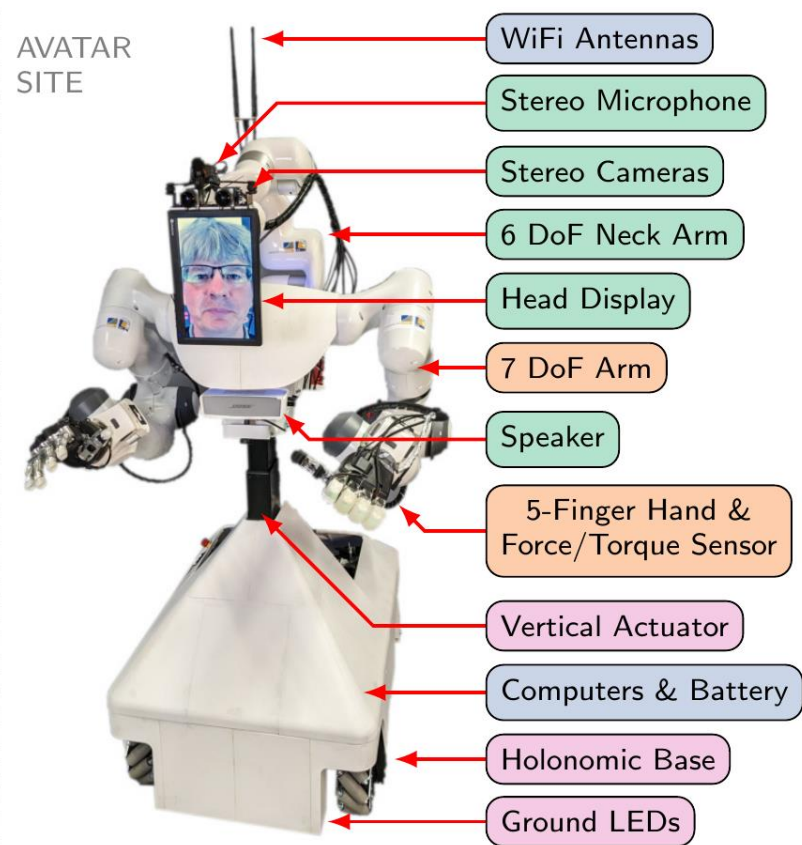 AVATAR
SITE
WiFi Antennas
Stereo Microphone
Stereo Cameras
6 DoF Neck Arm
Head Display
7 DoF Arm
Speaker
5-Finger Hand &
Force/Torque Sensor
Vertical Actuator
Computers & Battery
Holonomic Base
Ground LEDs